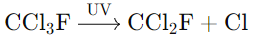 CCl₃F —UV→ CCl₂F + Cl